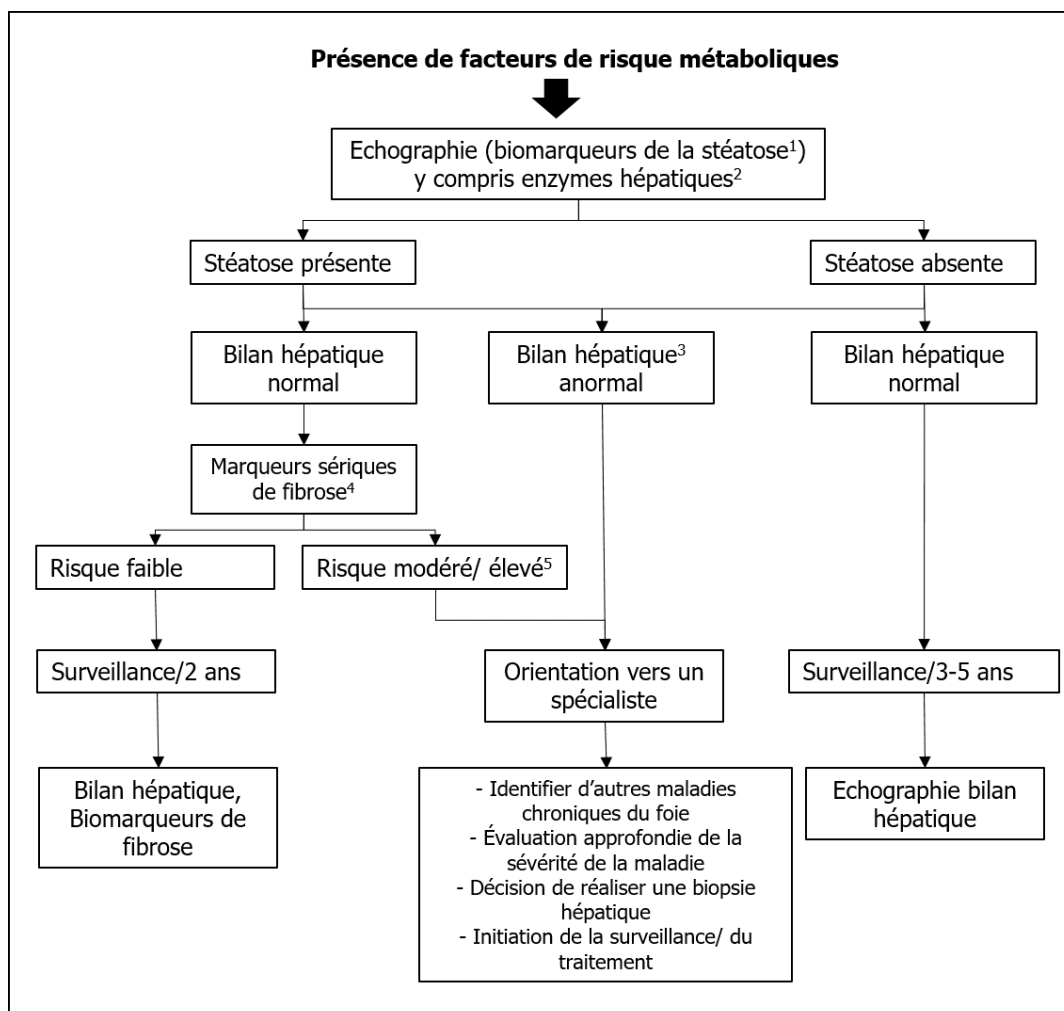 Présence de facteurs de risque métaboliques
Echographie (biomarqueurs de la stéatose¹)
y compris enzymes hépatiques²
Stéatose présente
Stéatose absente
Bilan hépatique
normal
Bilan hépatique³
anormal
Bilan hépatique
normal
Marqueurs sériques
de fibrose⁴
Risque faible
Risque modéré/ élevé⁵
Surveillance/2 ans
Orientation vers un
spécialiste
Surveillance/3-5 ans
Bilan hépatique,
Biomarqueurs de
fibrose
- Identifier d’autres maladies
chroniques du foie
- Évaluation approfondie de la
sévérité de la maladie
- Décision de réaliser une biopsie
hépatique
- Initiation de la surveillance/ du
traitement
Echographie bilan
hépatique